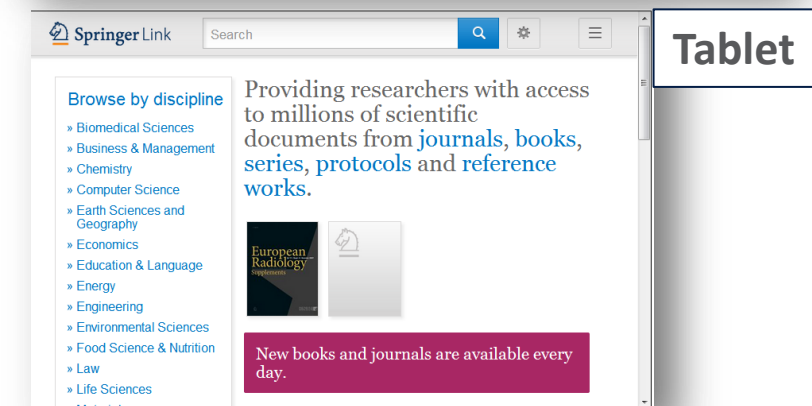 Springer Link
Search
Tablet
Browse by discipline
» Biomedical Sciences
» Business & Management
» Chemistry
» Computer Science
» Earth Sciences and
Geography
» Economics
» Education & Language
» Energy
» Engineering
» Environmental Sciences
» Food Science & Nutrition
» Law
» Life Sciences
Providing researchers with access
to millions of scientific
documents from journals, books,
series, protocols and reference
works.
European
Radiology
Supplements
New books and journals are available every
day.